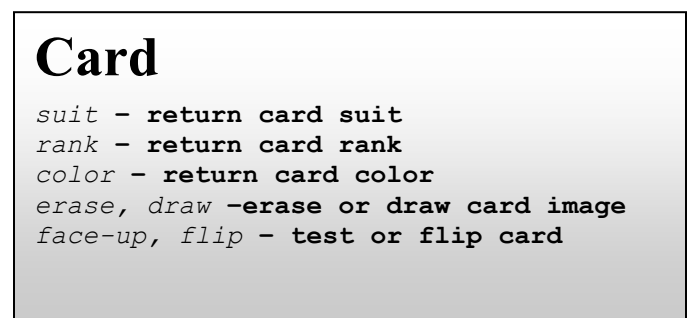 Card
suit – return card suit
rank – return card rank
color – return card color
erase, draw –erase or draw card image
face-up, flip – test or flip card